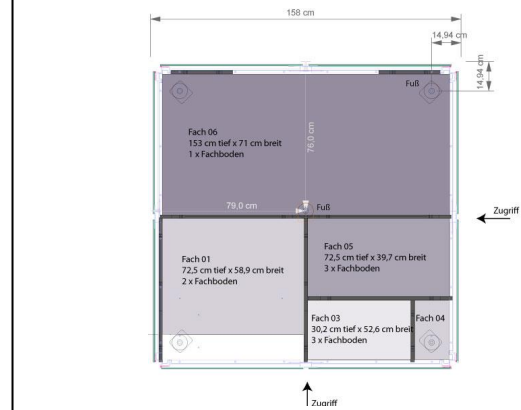 158 cm
14,94 cm
14,94 cm
Fuß
Fach 06
153 cm tief x 71 cm breit
1 x Fachboden
76,0 cm
79,0 cm
Fuß
Zugriff
Fach 01
72,5 cm tief x 58,9 cm breit
2 x Fachboden
Fach 05
72,5 cm tief x 39,7 cm breit
3 x Fachboden
Fach 03
30,2 cm tief x 52,6 cm breit
3 x Fachboden
Fach 04
Zugriff